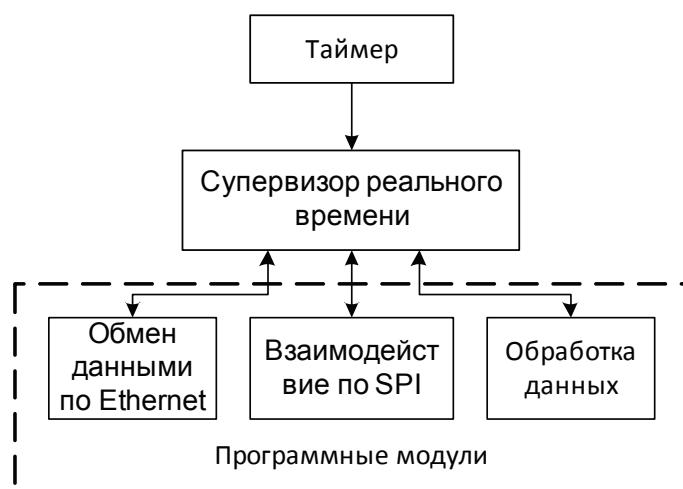 Таймер
Супервизор реального
времени
Обмен
данными
по Ethernet
Взаимодейст
вие по SPI
Обработка
данных
Программные модули